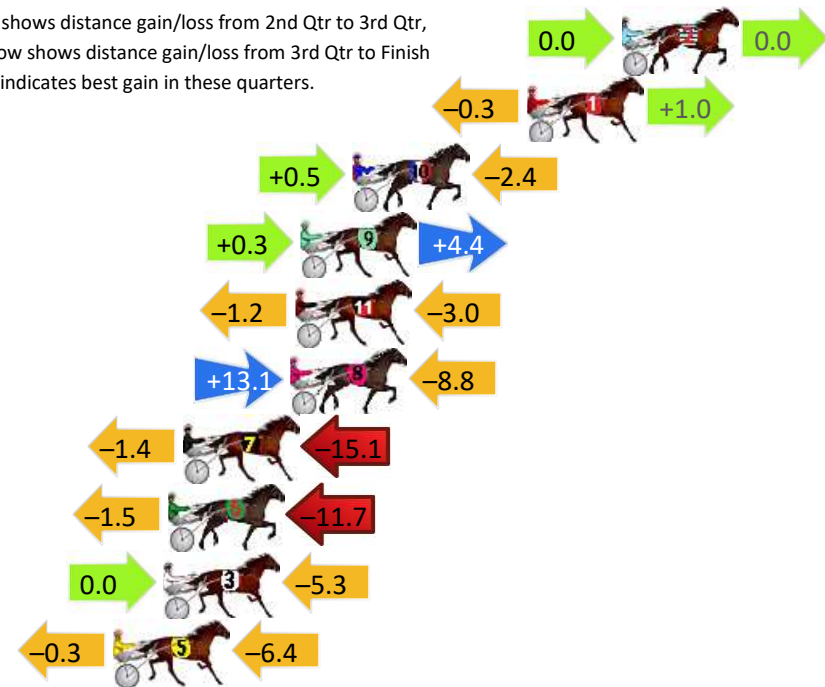 shows distance gain/loss from 2nd Qtr to 3rd Qtr,
ow shows distance gain/loss from 3rd Qtr to Finish
indicates best gain in these quarters.
0.0 2 0.0
–0.3 1 +1.0
+0.5 10 –2.4
+0.3 9 +4.4
–1.2 11 –3.0
+13.1 8 –8.8
–1.4 7 –15.1
–1.5 –11.7
0.0 3 –5.3
–0.3 5 –6.4